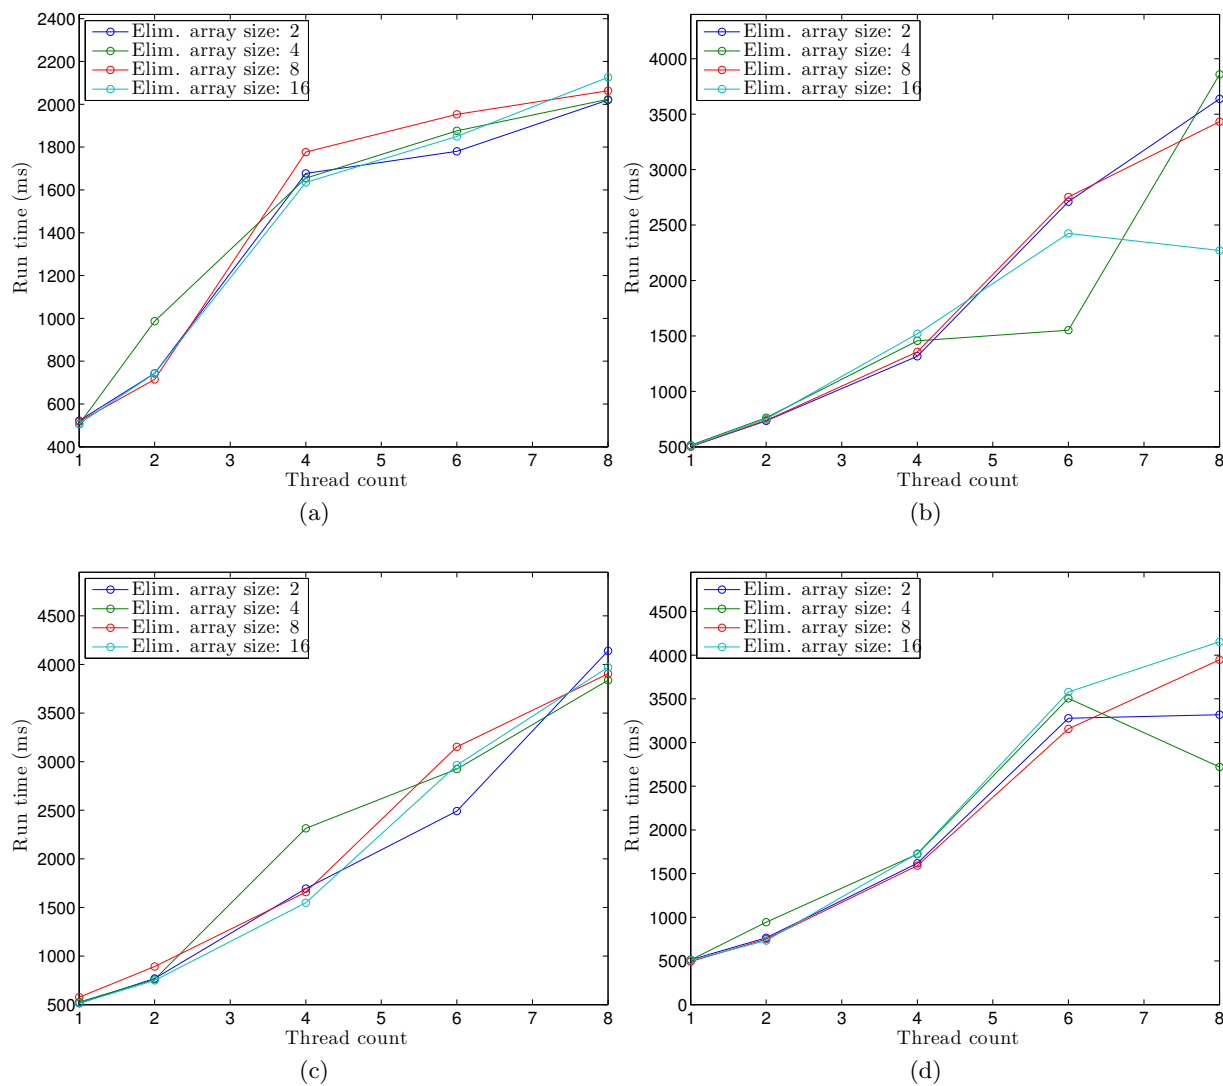 2400
2200
2000
1800
1600
1400
1200
1000
800
600
400
Run time (ms)
Elim. array size: 2
Elim. array size: 4
Elim. array size: 8
Elim. array size: 16
1 2 3 4 5 6 7 8
Thread count
(a)
4000
3500
3000
2500
2000
1500
1000
500
Run time (ms)
Elim. array size: 2
Elim. array size: 4
Elim. array size: 8
Elim. array size: 16
1 2 3 4 5 6 7 8
Thread count
(b)
4500
4000
3500
3000
2500
2000
1500
1000
500
Run time (ms)
Elim. array size: 2
Elim. array size: 4
Elim. array size: 8
Elim. array size: 16
1 2 3 4 5 6 7 8
Thread count
(c)
4500
4000
3500
3000
2500
2000
1500
1000
500
0
Run time (ms)
Elim. array size: 2
Elim. array size: 4
Elim. array size: 8
Elim. array size: 16
1 2 3 4 5 6 7 8
Thread count
(d)